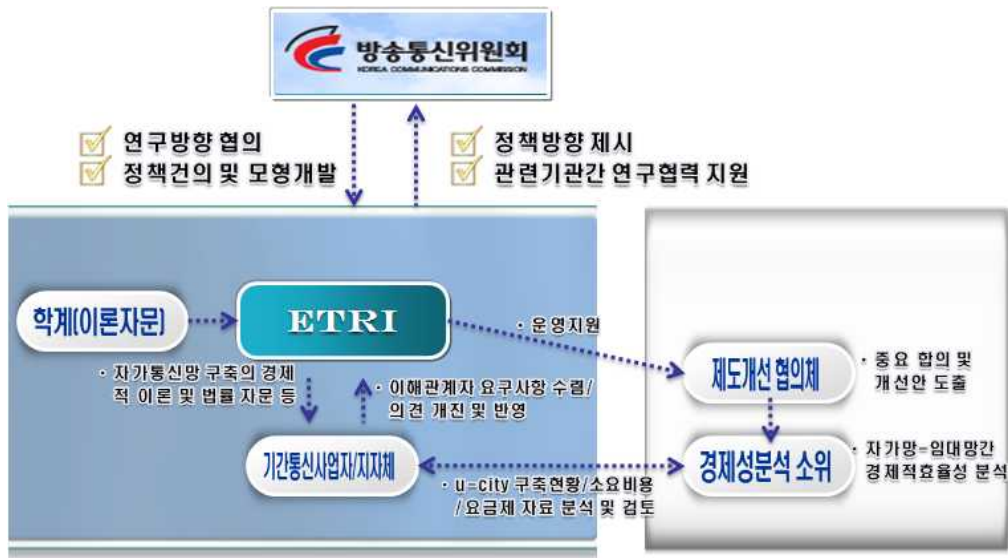 방송통신위원회
KOREA COMMUNICATIONS COMMISSION
연구방향 협의
정책건의 및 모형개발
정책방향 제시
관련기관간 연구협력 지원
학계(이론자문)
ETRI
· 운영지원
· 자가통신망 구축의 경제
적 이론 및 법률 자문 등
· 이해관계자 요구사항 수렴/
의견 개진 및 반영
제도개선 협의체
· 중요 합의 및
개선안 도출
기간통신사업자/지자체
경제성분석 소위
· 자가망=임대망간
경제적효율성 분석
· u-city 구축현황/소요비용
/요금제 자료 분석 및 검토